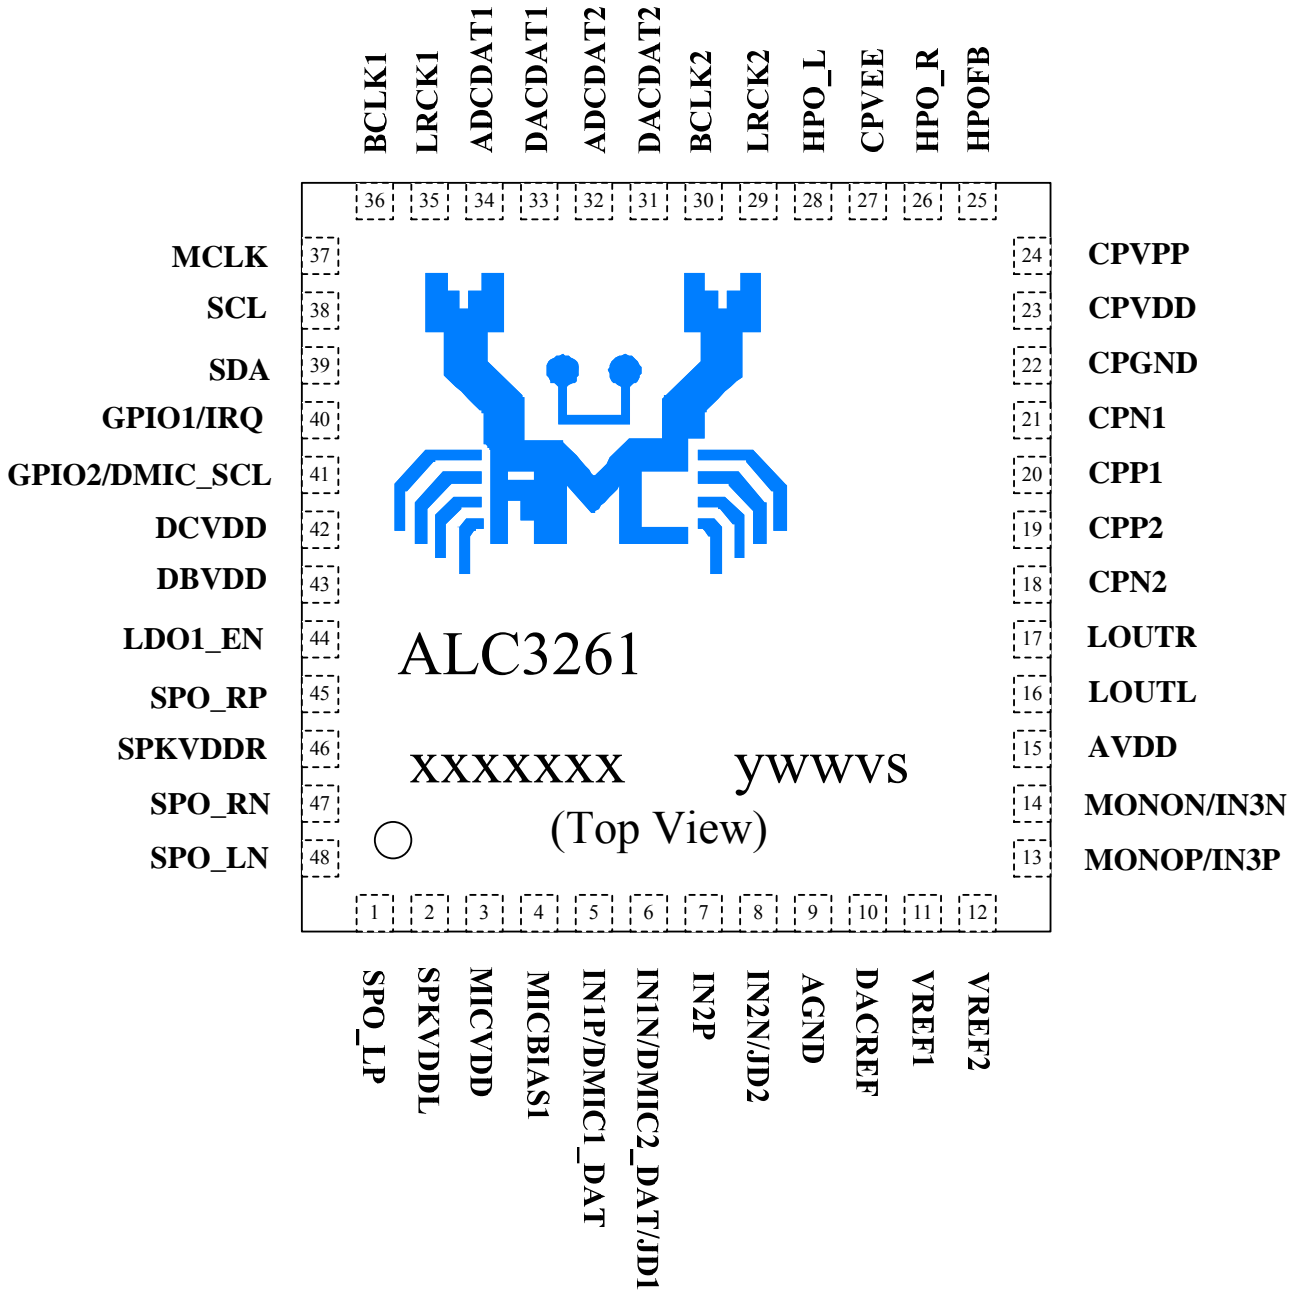 BCLK1
LRCK1
ADCDAT1
DACDAT1
ADCDAT2
DACDAT2
BCLK2
LRCK2
HPO_L
CPVEE
HPO_R
HPOFB
36
35
34
33
32
31
30
29
28
27
26
25
MCLK 37
SCL 38
SDA 39
GPIO1/IRQ 40
GPIO2/DMIC_SCL 41
DCVDD 42
DBVDD 43
LDO1_EN 44
SPO_RP 45
SPKVDDR 46
SPO_RN 47
SPO_LN 48
24 CPVPP
23 CPVDD
22 CPGND
21 CPN1
20 CPP1
19 CPP2
18 CPN2
17 LOUTR
16 LOUTL
15 AVDD
14 MONON/IN3N
13 MONOP/IN3P
ALC3261
xxxxxxx ywwvs
(Top View)
1
2
3
4
5
6
7
8
9
10
11
12
SPO_LP
SPKVDDL
MICVDD
MICBIAS1
IN1P/DMIC1_DAT
IN1N/DMIC2_DAT/JD1
IN2P
IN2N/JD2
AGND
DACREF
VREF1
VREF2